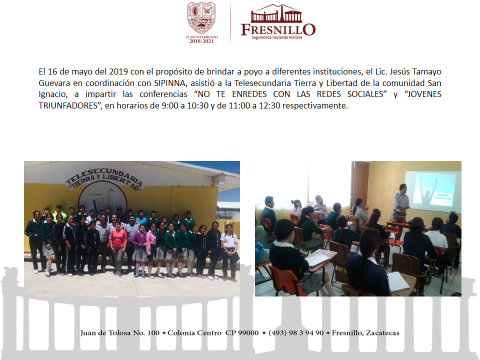 H. AYUNTAMIENTO
2018-2021
FRESNILLO
Seguiremos haciendo historia
El 16 de mayo del 2019 con el propósito de brindar a poyo a diferentes instituciones, el Lic. Jesús Tamayo
Guevara en coordinación con SIPINNA, asistió a la Telesecundaria Tierra y Libertad de la comunidad San
Ignacio, a impartir las conferencias “NO TE ENREDES CON LAS REDES SOCIALES” y “JOVENES
TRIUNFADORES”, en horarios de 9:00 a 10:30 y de 11:00 a 12:30 respectivamente.
TELESECUNDARIA
"TIERRA Y LIBERTAD"
Juan de Tolosa No. 100 • Colonia Centro CP 99000 • (493) 98 3 94 90 • Fresnillo, Zacatecas